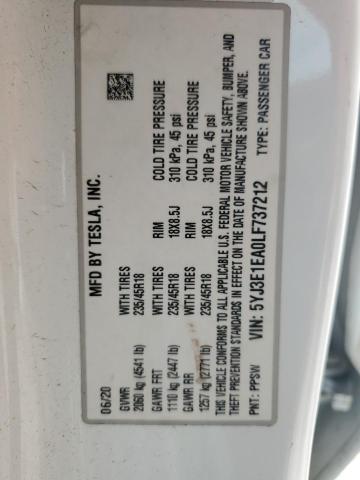 MFD BY TESLA, INC.
06/20
GVWR
2060 kg (4541 lb)
GAWR FRT WITH TIRES RIM COLD TIRE PRESSURE
1110 kg (2447 lb) 235/45R18 18X8.5J 310 kPa, 45 psi
GAWR RR WITH TIRES RIM COLD TIRE PRESSURE
1257 kg (2771 lb) 235/45R18 18X8.5J 310 kPa, 45 psi
THIS VEHICLE CONFORMS TO ALL APPLICABLE U.S. FEDERAL MOTOR VEHICLE SAFETY, BUMPER, AND
THEFT PREVENTION STANDARDS IN EFFECT ON THE DATE OF MANUFACTURE SHOWN ABOVE.
VIN: 5YJ3E1EA0LF737212 TYPE: PASSENGER CAR
PNT: PPSW